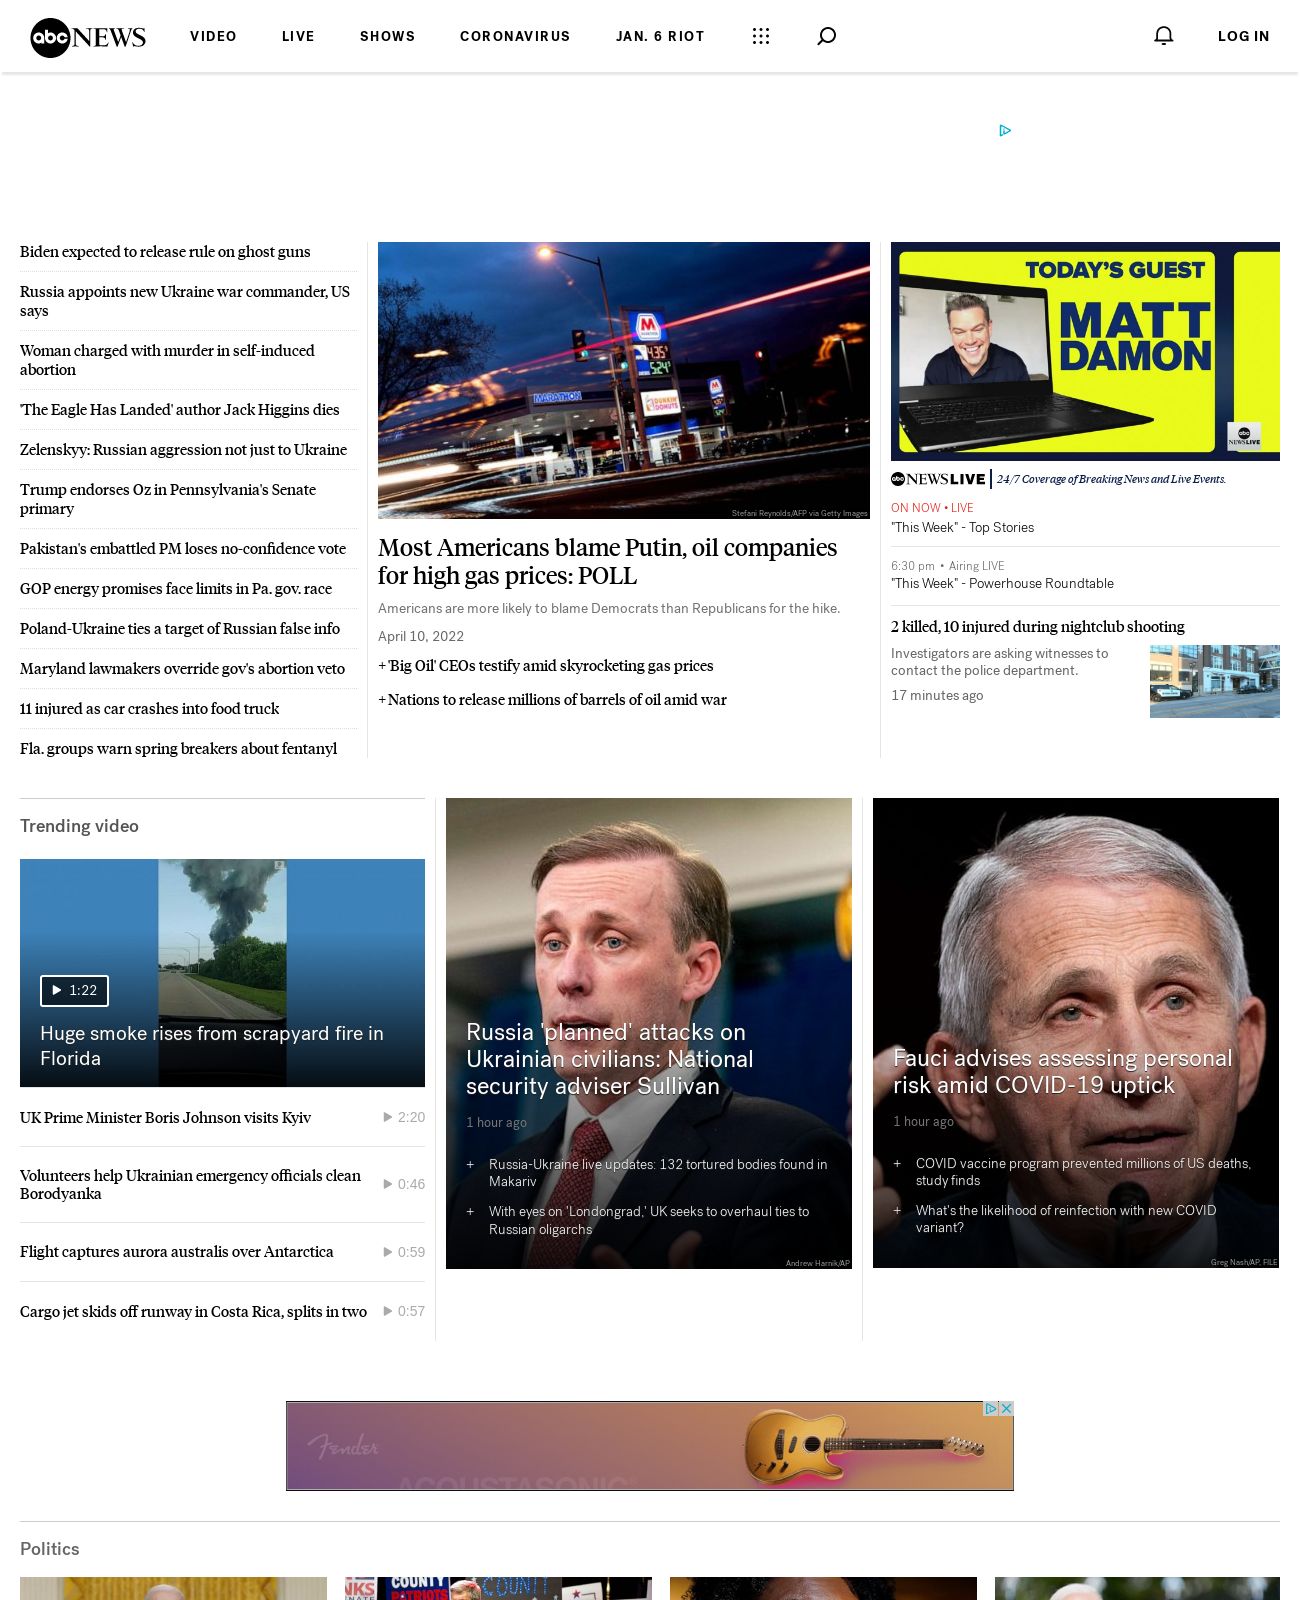 abc NEWS
VIDEO
LIVE
SHOWS
CORONAVIRUS
JAN. 6 RIOT
LOG IN
Biden expected to release rule on ghost guns
Russia appoints new Ukraine war commander, US
says
Woman charged with murder in self-induced
abortion
'The Eagle Has Landed' author Jack Higgins dies
Zelenskyy: Russian aggression not just to Ukraine
Trump endorses Oz in Pennsylvania's Senate
primary
Pakistan's embattled PM loses no-confidence vote
GOP energy promises face limits in Pa. gov. race
Poland-Ukraine ties a target of Russian false info
Maryland lawmakers override gov's abortion veto
11 injured as car crashes into food truck
Fla. groups warn spring breakers about fentanyl
M
4.35
5.24
MARATHON
DUNKIN'
DONUTS
Stefani Reynolds/AFP via Getty Images
Most Americans blame Putin, oil companies
for high gas prices: POLL
Americans are more likely to blame Democrats than Republicans for the hike.
April 10, 2022
+ 'Big Oil' CEOs testify amid skyrocketing gas prices
+ Nations to release millions of barrels of oil amid war
TODAY'S GUEST
MATT
DAMON
abc
NEWS LIVE
abc NEWS LIVE | 24/7 Coverage of Breaking News and Live Events.
ON NOW • LIVE
"This Week" - Top Stories
6:30 pm • Airing LIVE
"This Week" - Powerhouse Roundtable
2 killed, 10 injured during nightclub shooting
Investigators are asking witnesses to
contact the police department.
17 minutes ago
Trending video
1:22
Huge smoke rises from scrapyard fire in
Florida
UK Prime Minister Boris Johnson visits Kyiv
2:20
Volunteers help Ukrainian emergency officials clean
Borodyanka
0:46
Flight captures aurora australis over Antarctica
0:59
Cargo jet skids off runway in Costa Rica, splits in two
0:57
Russia 'planned' attacks on
Ukrainian civilians: National
security adviser Sullivan
1 hour ago
+ Russia-Ukraine live updates: 132 tortured bodies found in
Makariv
+ With eyes on 'Londongrad,' UK seeks to overhaul ties to
Russian oligarchs
Andrew Harnik/AP
Fauci advises assessing personal
risk amid COVID-19 uptick
1 hour ago
+ COVID vaccine program prevented millions of US deaths,
study finds
+ What's the likelihood of reinfection with new COVID
variant?
Greg Nash/AP, FILE
Fender
ACOUSTASONIC
Politics
COUNTY
PATRIOTS
COUNT